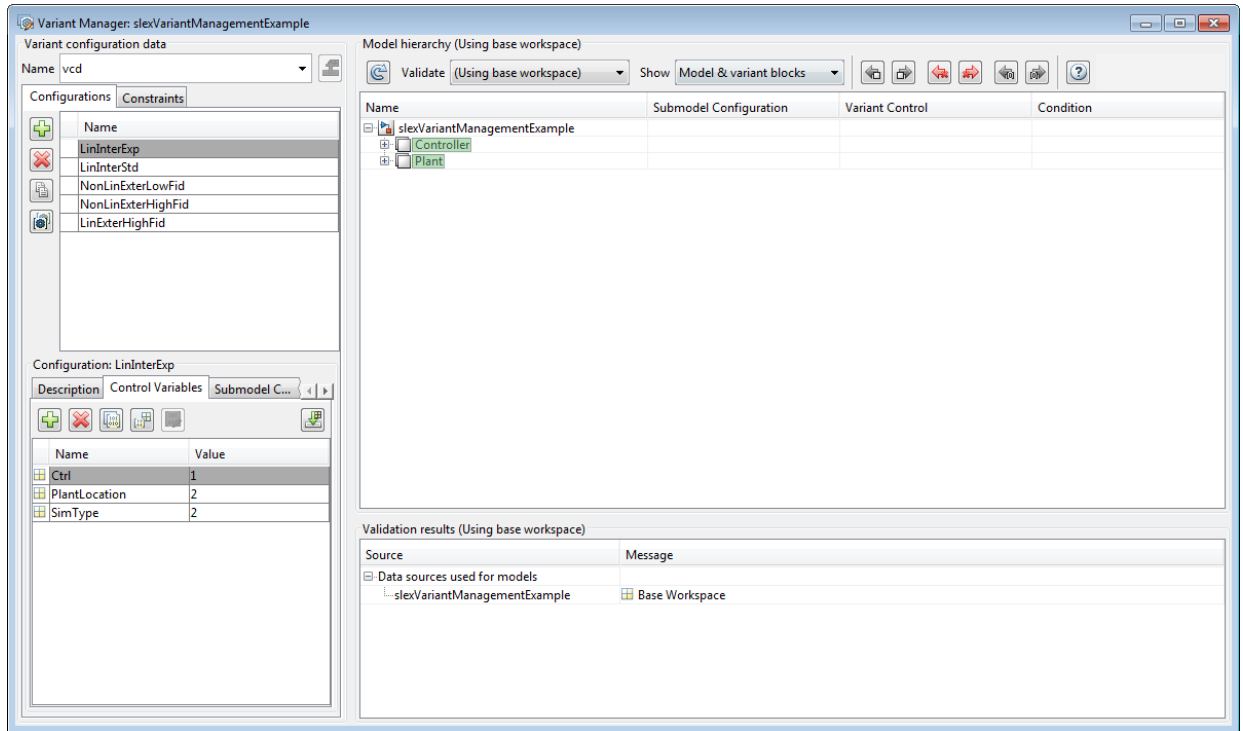 Variant Manager: slexVariantManagementExample
Variant configuration data
Name vcd
Configurations Constraints
Name
LinInterExp
LinInterStd
NonLinExterLowFid
NonLinExterHighFid
LinExterHighFid
Configuration: LinInterExp
Description Control Variables Submodel C...
Name Value
Ctrl 1
PlantLocation 2
SimType 2
Model hierarchy (Using base workspace)
Validate (Using base workspace) Show Model & variant blocks
Name Submodel Configuration Variant Control Condition
slexVariantManagementExample
Controller
Plant
Validation results (Using base workspace)
Source Message
Data sources used for models
slexVariantManagementExample Base Workspace